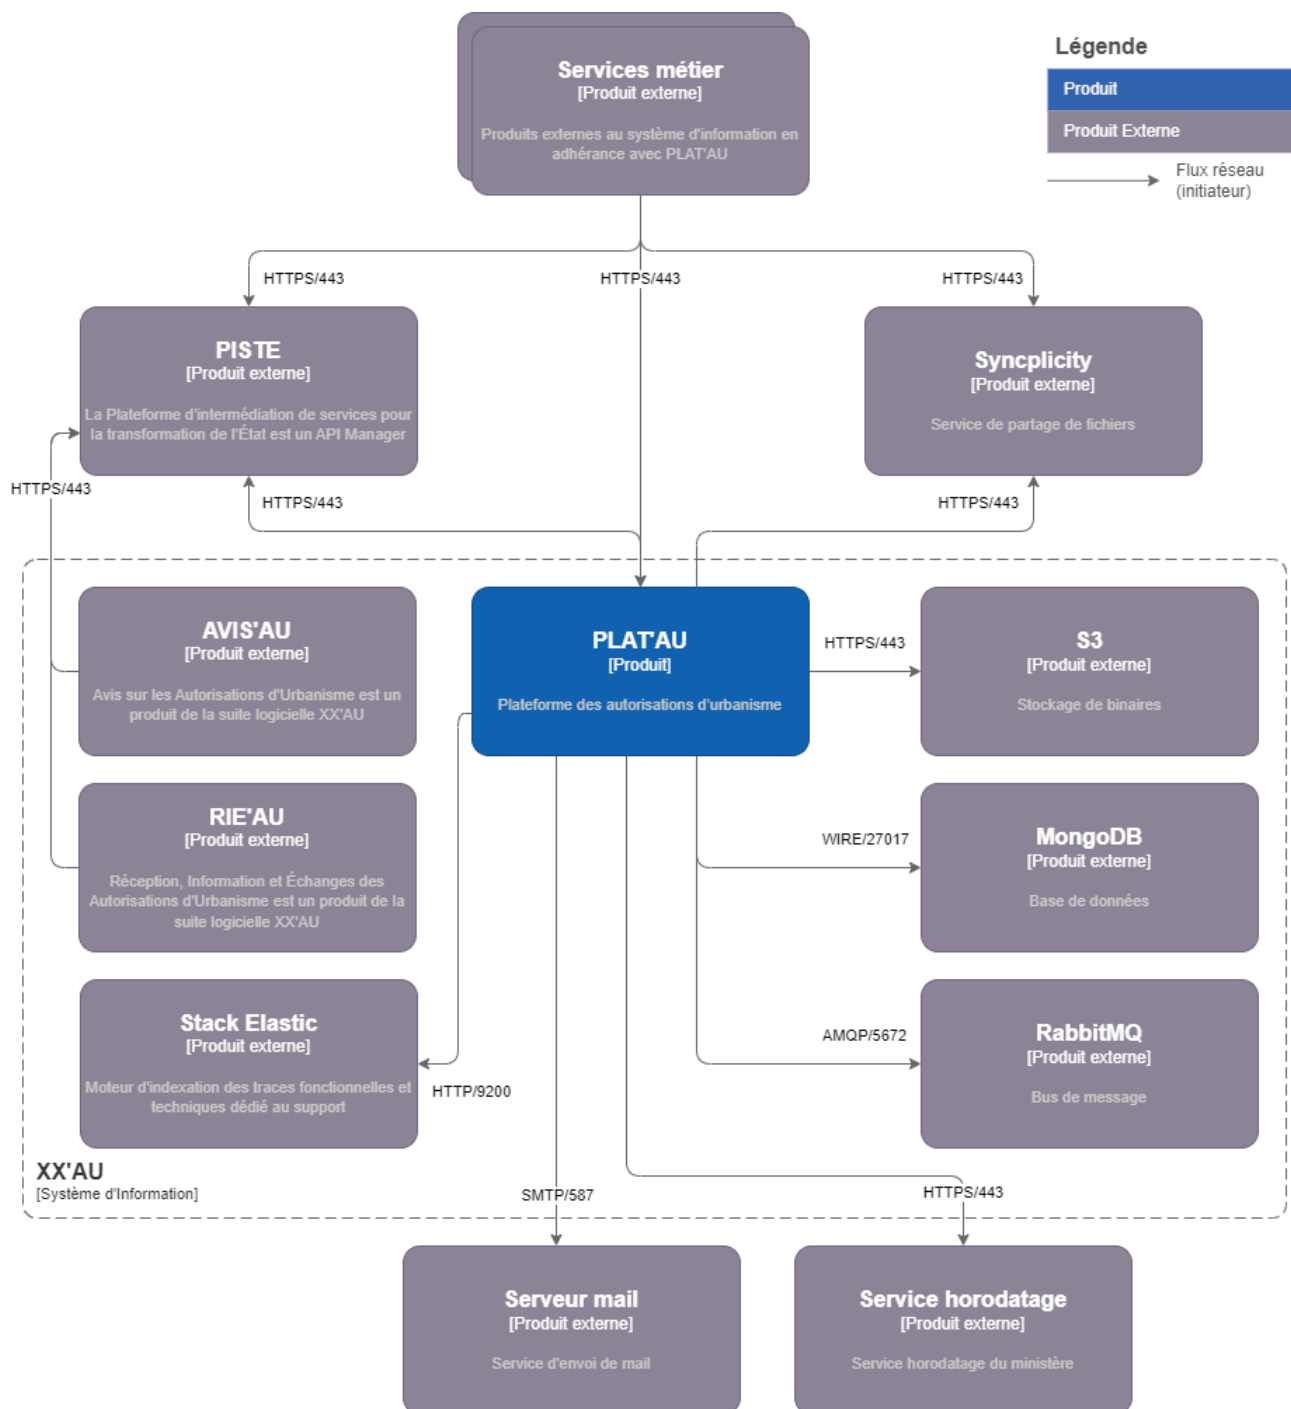 Services métier
[Produit externe]
Produits externes au système d'information en
adhérance avec PLAT'AU
Légende
Produit
Produit Externe
Flux réseau
(initiateur)
HTTPS/443
HTTPS/443
HTTPS/443
PISTE
[Produit externe]
La Plateforme d'intermédiation de services pour
la transformation de l'État est un API Manager
Syncplicity
[Produit externe]
Service de partage de fichiers
HTTPS/443
HTTPS/443
HTTPS/443
AVIS'AU
[Produit externe]
Avis sur les Autorisations d'Urbanisme est un
produit de la suite logicielle XX'AU
PLAT'AU
[Produit]
Plateforme des autorisations d'urbanisme
HTTPS/443
S3
[Produit externe]
Stockage de binaires
RIE'AU
[Produit externe]
Réception, Information et Échanges des
Autorisations d'Urbanisme est un produit de la
suite logicielle XX'AU
WIRE/27017
MongoDB
[Produit externe]
Base de données
Stack Elastic
[Produit externe]
Moteur d'indexation des traces fonctionnelles et
techniques dédié au support
HTTP/9200
AMQP/5672
RabbitMQ
[Produit externe]
Bus de message
XX'AU
[Système d'Information]
SMTP/587
HTTPS/443
Serveur mail
[Produit externe]
Service d'envoi de mail
Service horodatage
[Produit externe]
Service horodatage du ministère